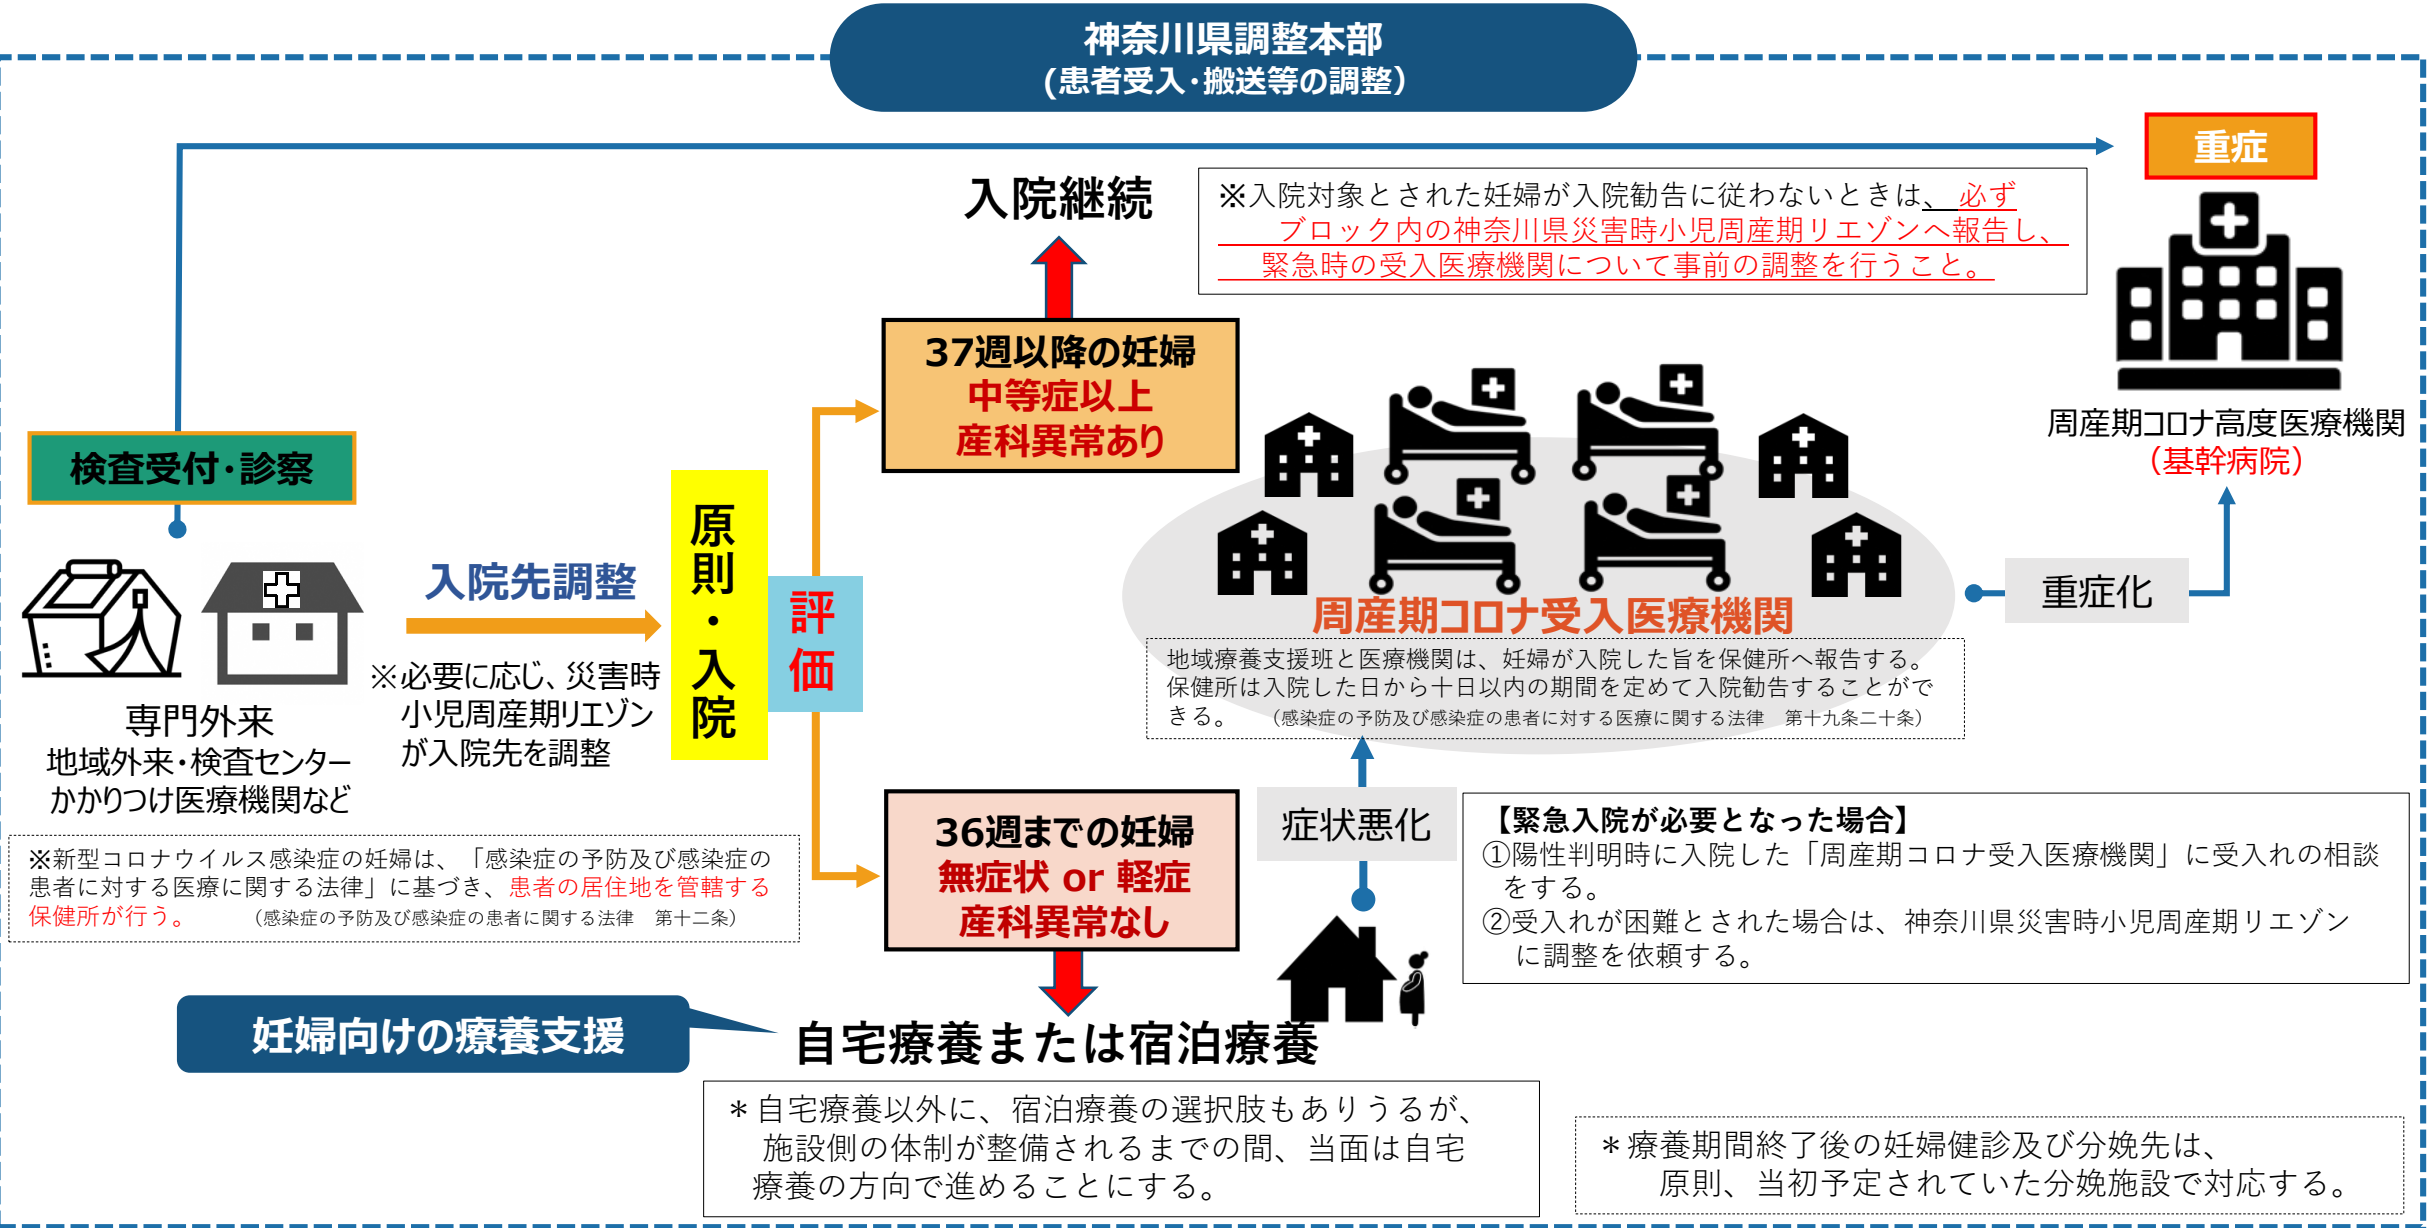 神奈川県調整本部
(患者受入・搬送等の調整)
重症
入院継続
※入院対象とされた妊婦が入院勧告に従わないときは、必ず
ブロック内の神奈川県災害時小児周産期リエゾンへ報告し、
緊急時の受入医療機関について事前の調整を行うこと。
37週以降の妊婦
中等症以上
産科異常あり
周産期コロナ高度医療機関
(基幹病院)
検査受付・診察
入院先調整
原則・入院
評価
※必要に応じ、災害時
小児周産期リエゾン
が入院先を調整
専門外来
地域外来・検査センター
かかりつけ医療機関など
周産期コロナ受入医療機関
重症化
地域療養支援班と医療機関は、妊婦が入院した旨を保健所へ報告する。
保健所は入院した日から十日以内の期間を定めて入院勧告することがで
きる。 (感染症の予防及び感染症の患者に対する医療に関する法律 第十九条二十条)
※新型コロナウイルス感染症の妊婦は、「感染症の予防及び感染症の
患者に対する医療に関する法律」に基づき、患者の居住地を管轄する
保健所が行う。 (感染症の予防及び感染症の患者に関する法律 第十二条)
36週までの妊婦
無症状 or 軽症
産科異常なし
症状悪化
【緊急入院が必要となった場合】
①陽性判明時に入院した「周産期コロナ受入医療機関」に受入れの相談
をする。
②受入れが困難とされた場合は、神奈川県災害時小児周産期リエゾン
に調整を依頼する。
妊婦向けの療養支援
自宅療養または宿泊療養
＊自宅療養以外に、宿泊療養の選択肢もありうるが、
施設側の体制が整備されるまでの間、当面は自宅
療養の方向で進めることにする。
＊療養期間終了後の妊婦健診及び分娩先は、
原則、当初予定されていた分娩施設で対応する。